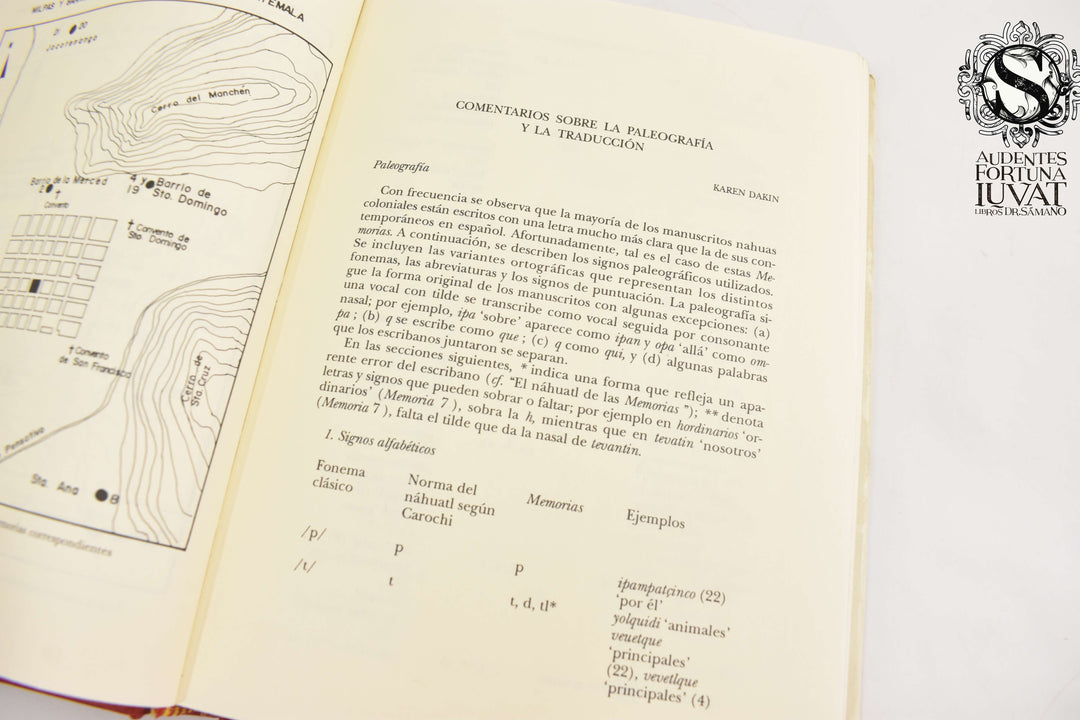 MILPAS Y
DI 20
Jocotenango
N
Cerro del Manchén
Barrio de la Merced
2 Convento
4 y 19 Barrio de
Sto. Domingo
Convento de
Sto Domingo
Convento
de San Francisco
Cerro de
Sta. Cruz
Pensativo
Sta. Ana 8
morias correspondientes
COMENTARIOS SOBRE LA PALEOGRAFÍA
Y LA TRADUCCIÓN
KAREN DAKIN
Paleografía
Con frecuencia se observa que la mayoría de los manuscritos nahuas
coloniales están escritos con una letra mucho más clara que la de sus con-
temporáneos en español. Afortunadamente, tal es el caso de estas Me-
morias. A continuación, se describen los signos paleográficos utilizados.
Se incluyen las variantes ortográficas que representan los distintos
fonemas, las abreviaturas y los signos de puntuación. La paleografía si-
gue la forma original de los manuscritos con algunas excepciones: (a)
una vocal con tilde se transcribe como vocal seguida por consonante
nasal; por ejemplo, ipa 'sobre' aparece como ipan y opa 'allá' como om-
pa ; (b) q se escribe como que ; (c) q como qui, y (d) algunas palabras
que los escribanos juntaron se separan.
En las secciones siguientes, * indica una forma que refleja un apa-
rente error del escribano (cf. "El náhuatl de las Memorias "); ** denota
letras y signos que pueden sobrar o faltar; por ejemplo en hordinarios 'or-
dinarios' (Memoria 7 ), sobra la h, mientras que en tevatin 'nosotros'
(Memoria 7 ), falta el tilde que da la nasal de tevantin.
1. Signos alfabéticos
Fonema
clásico
Norma del
náhuatl según
Carochi
Memorias
Ejemplos
/p/
p
p
ipampatçinco (22)
'por él'
/t/
t
t, d, tl*
yolquidi 'animales'
veuetque
'principales'
(22), vevetlque
'principales' (4)
S
AUDENTES
FORTUNA
IUVAT
LIBROS DR. SÁMANO